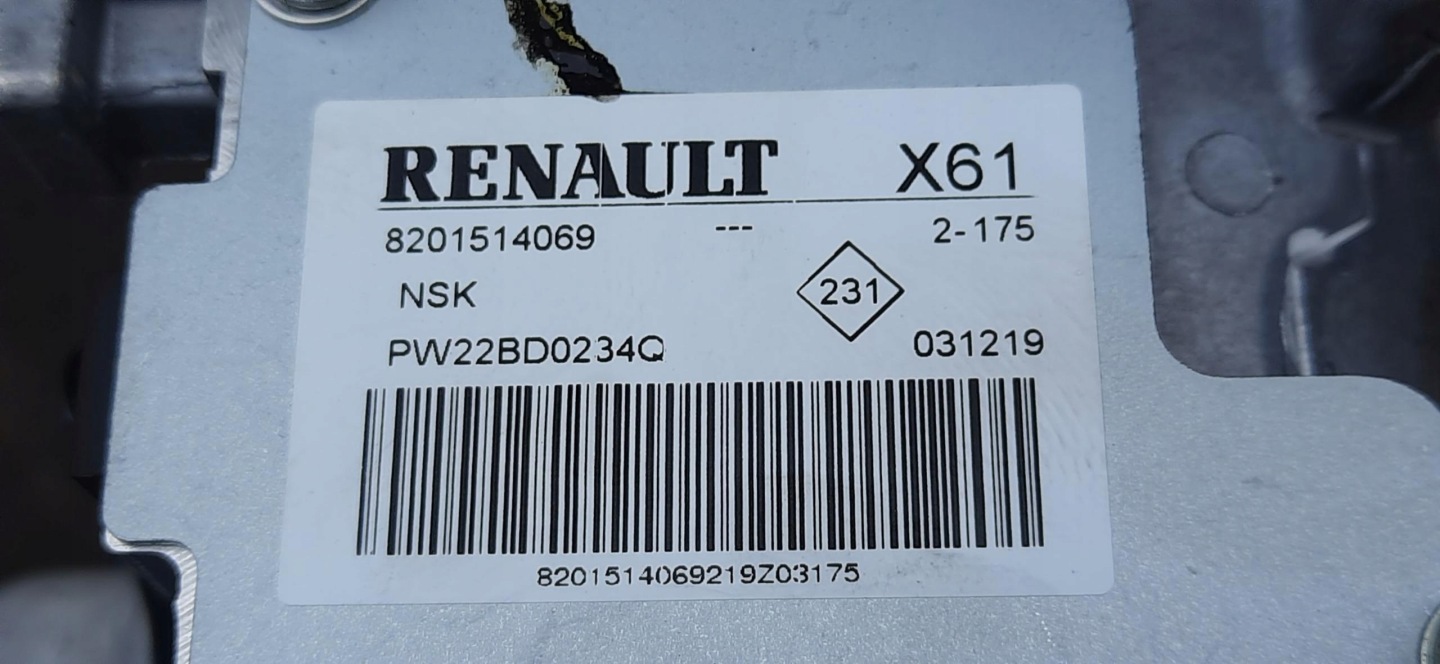 RENAULT X61
8201514069 --- 2-175
NSK 231
PW22BD0234Q 031219
8201514069219Z03175